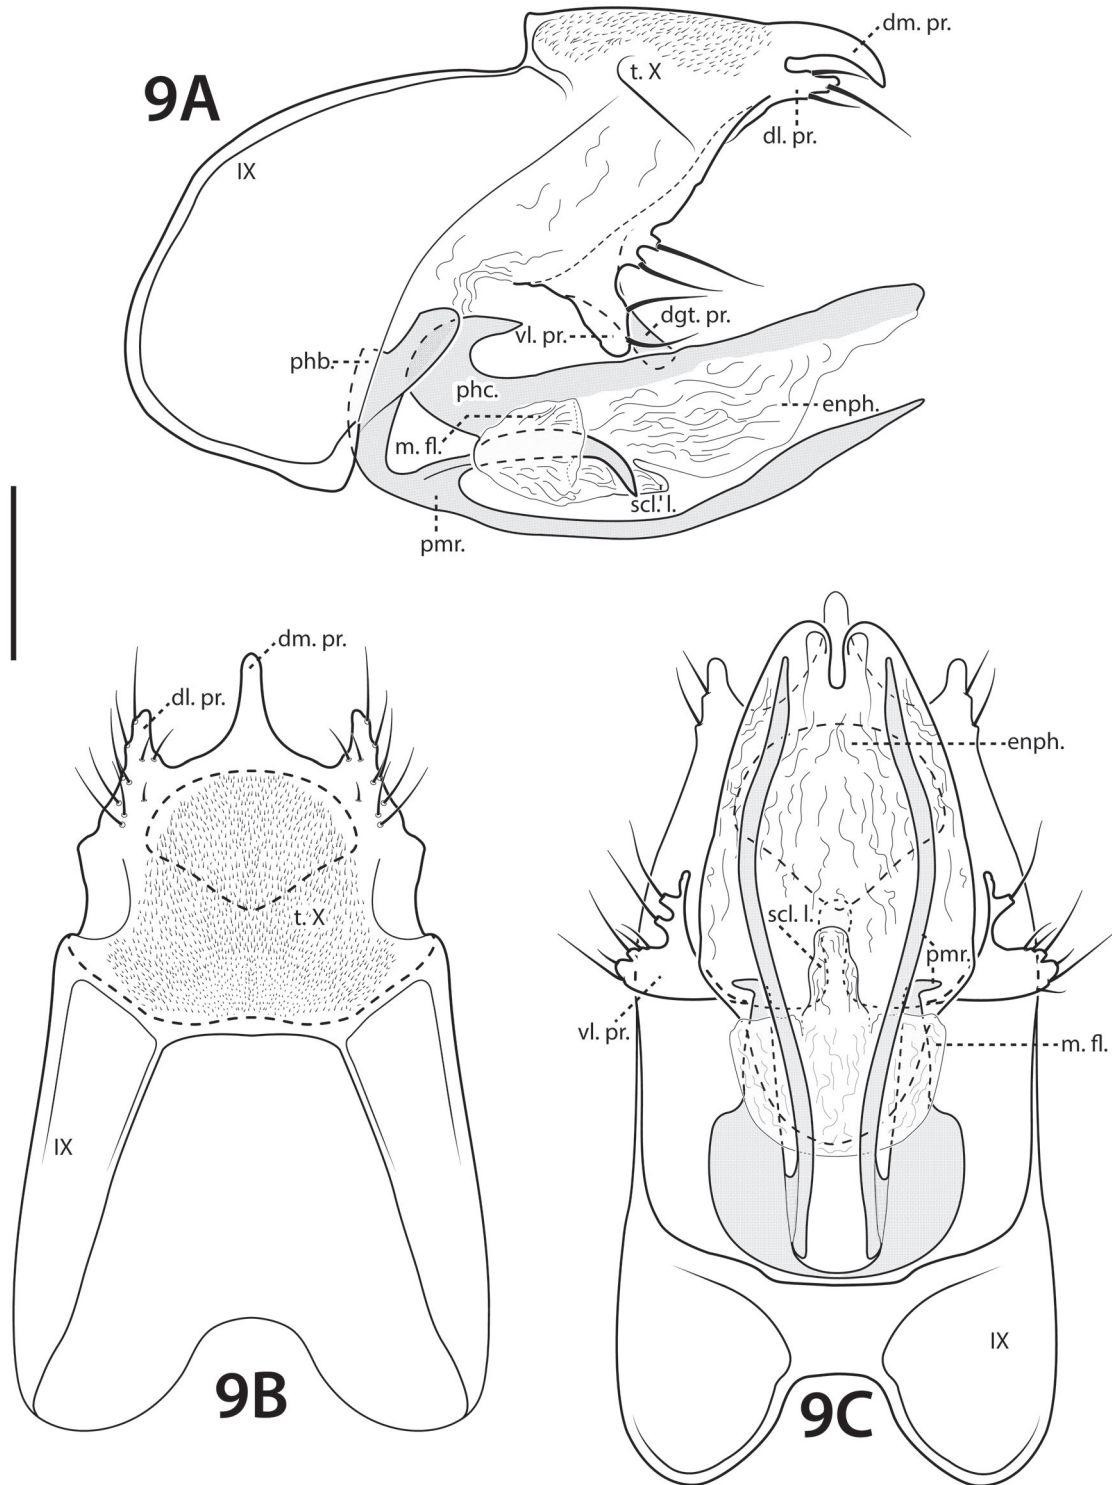 dm. pr.
9A
t. X
dl. pr.
IX
dgt. pr.
vl. pr.
phb.
phc.
enph.
m. fl.
scl. l.
pmr.
dm. pr.
dl. pr.
enph.
t. X
scl. l.
pmr.
vl. pr.
m. fl.
IX
IX
9B
9C